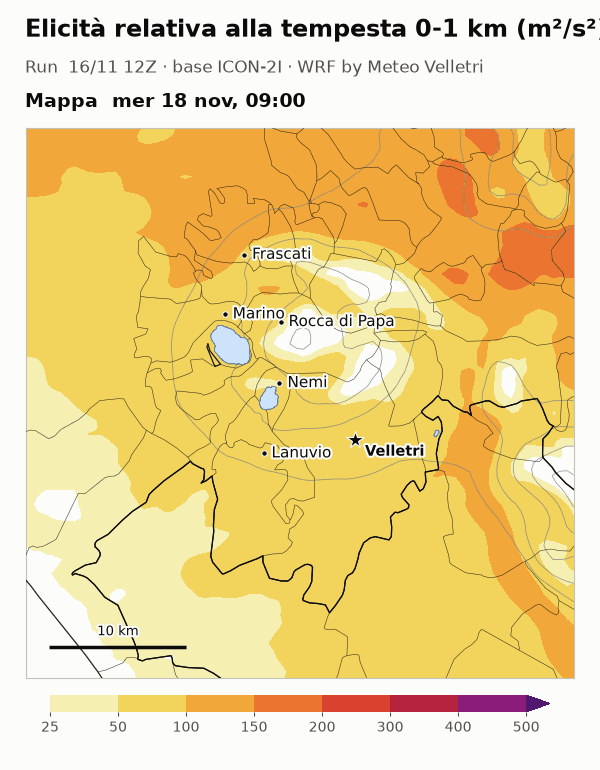 Elicità relativa alla tempesta 0-1 km (m²/s²)
Run  16/11 12Z · base ICON-2I · WRF by Meteo Velletri
Mappa  mer 18 nov, 09:00
Frascati
Marino
Rocca di Papa
Nemi
Velletri
Lanuvio
10 km
25 50 100 150 200 300 400 500